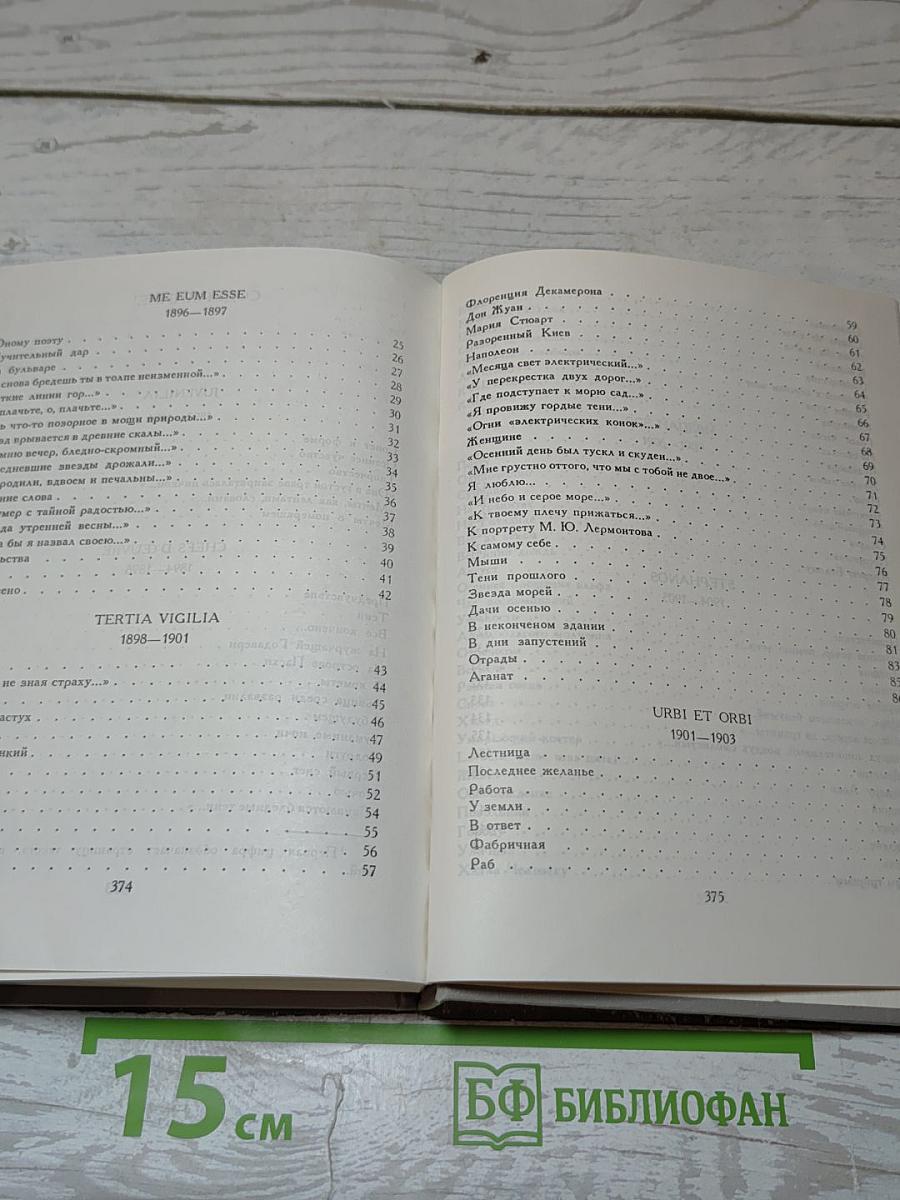 ME EUM ESSE
1896—1897
Юному поэту . . . 25
учительный дар . . . 26
бульваре . . . 27
снова бредешь ты в толпе неизменной...» . . . 28
ткие линии гор...» . . . 29
плачьте, о, плачьте...» . . . 30
ь что-то позорное в мощи природы...» . . . 31
зд врывается в древние скалы...» . . . 32
мню вечер, бледно-скромный...» . . . 33
едневшие звезды дрожали...» . . . 34
родили, вдвоем и печальны...» . . . 35
ние слова . . . 36
умер с тайной радостью...» . . . 37
да утренней весны...» . . . 38
а бы я назвал своею...» . . . 39
ьства . . . 40
. . . 41
ено . . . 42
TERTIA VIGILIA
1898—1901
. . . 43
не зная страху...» . . . 44
. . . 45
астух . . . 46
. . . 47
нкий . . . 49
. . . 51
. . . 52
. . . 54
. . . 55
. . . 56
. . . 57
374
Флоренция Декамерона . . . 59
Дон Жуан . . . 60
Мария Стюарт . . . 61
Разоренный Киев . . . 62
Наполеон . . . 63
«Месяца свет электрический...» . . . 64
«У перекрестка двух дорог...» . . . 65
«Где подступает к морю сад...» . . . 66
«Я провижу гордые тени...» . . . 67
«Огни «электрических конок»...» . . . 68
Женщине . . . 69
«Осенний день был тускл и скуден...» . . . 70
«Мне грустно оттого, что мы с тобой не двое...» . . . 71
Я люблю... . . . 72
«И небо и серое море...» . . . 73
«К твоему плечу прижаться...» . . . 74
К портрету М. Ю. Лермонтова . . . 75
К самому себе . . . 76
Мыши . . . 77
Тени прошлого . . . 78
Звезда морей . . . 79
Дачи осенью . . . 80
В неконченом здании . . . 81
В дни запустений . . . 83
Отрады . . . 85
Аганат . . . 86
URBI ET ORBI
1901—1903
Лестница . . .
Последнее желанье . . .
Работа . . .
У земли . . .
В ответ . . .
Фабричная . . .
Раб . . .
375
15 см
БФ БИБЛИОФАН